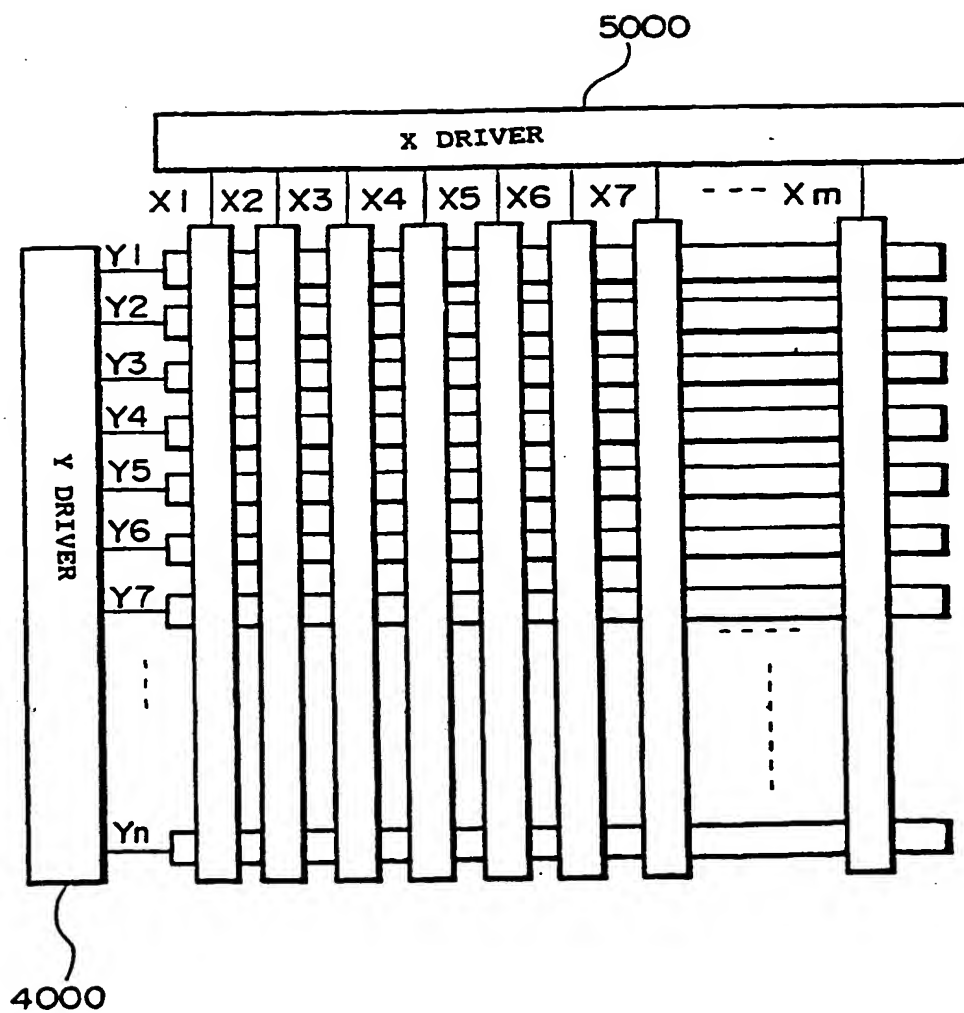 5000
X DRIVER
X1 X2 X3 X4 X5 X6 X7 ---- Xm
Y1
Y2
Y3
Y4
Y5
Y6
Y7
Yn
Y DRIVER
4000